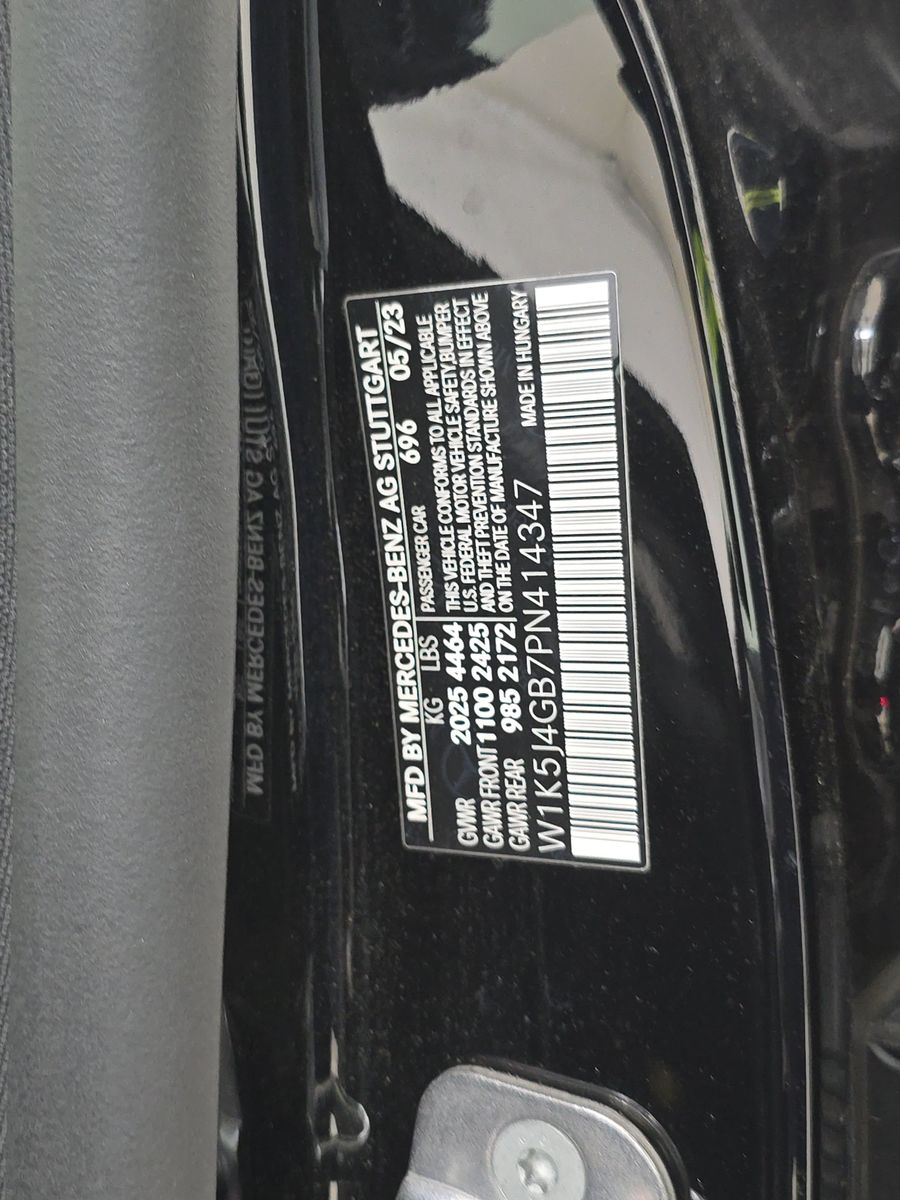 MFD BY MERCEDES-BENZ AG STUTTGART
KG LBS PASSENGER CAR 696 05/23
GVWR 2025 4464 THIS VEHICLE CONFORMS TO ALL APPLICABLE
GAWR FRONT 1100 2425 U.S. FEDERAL MOTOR VEHICLE SAFETY, BUMPER
GAWR REAR 985 2172 AND THEFT PREVENTION STANDARDS IN EFFECT
ON THE DATE OF MANUFACTURE SHOWN ABOVE
W1K5J4GB7PN414347 MADE IN HUNGARY